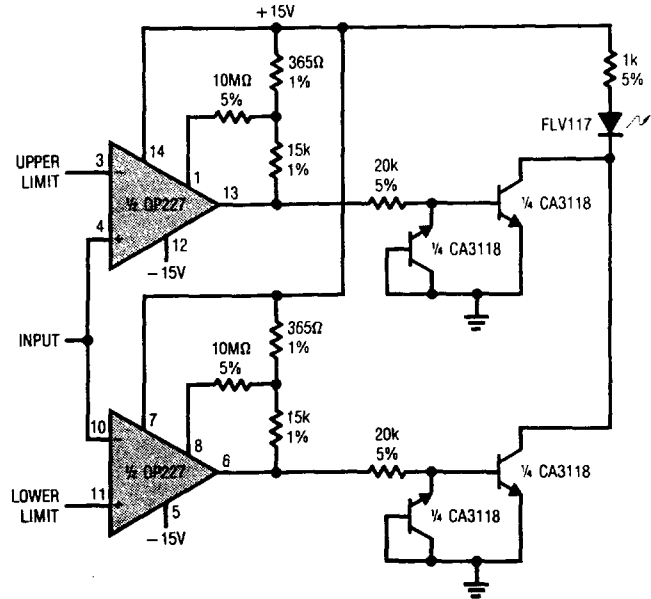 +15V
365Ω
1%
10MΩ
5%
1k
5%
FLV117
UPPER
LIMIT
3
14
1
15k
1%
−
½ OP227
13
20k
5%
¼ CA3118
4
+
12
−15V
¼ CA3118
INPUT
365Ω
1%
10MΩ
5%
7
10
−
8
15k
1%
½ OP227
6
20k
5%
¼ CA3118
LOWER
LIMIT
11
+
5
−15V
¼ CA3118